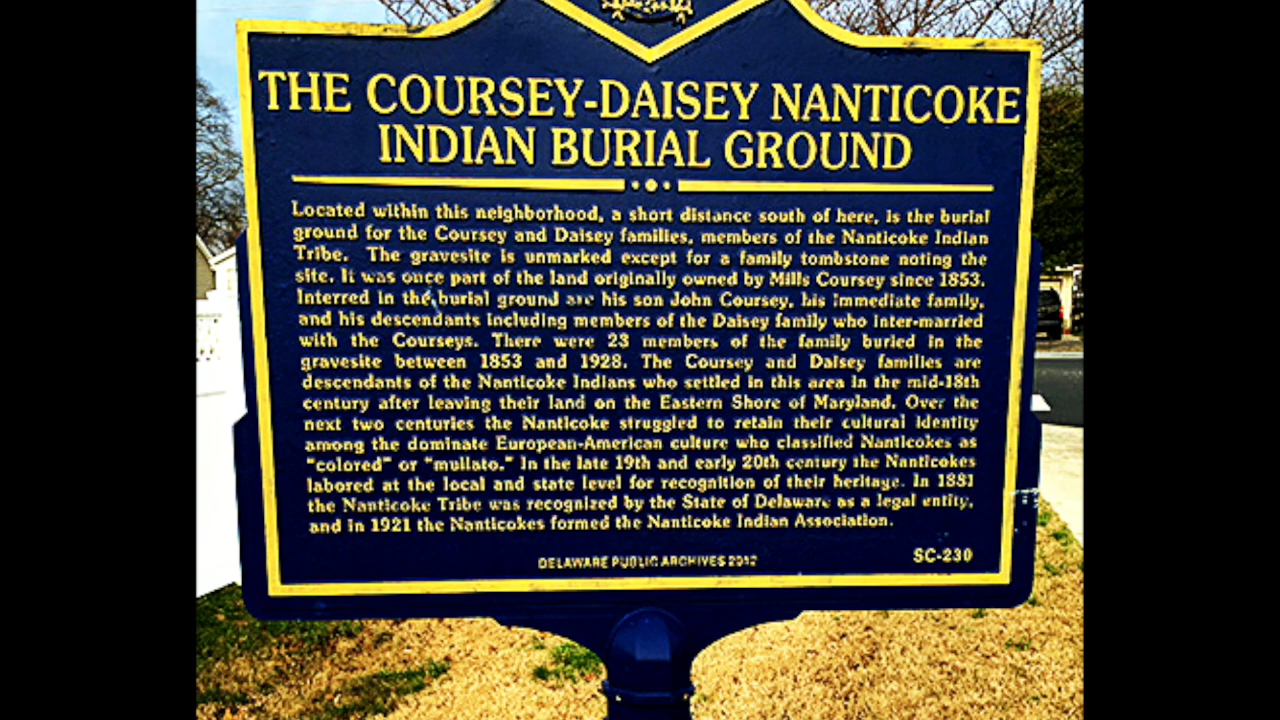 THE COURSEY-DAISEY NANTICOKE
INDIAN BURIAL GROUND
Located within this neighborhood, a short distance south of here, is the burial
ground for the Coursey and Daisey families, members of the Nanticoke Indian
Tribe. The gravesite is unmarked except for a family tombstone noting the
site. It was once part of the land originally owned by Mills Coursey since 1853.
Interred in the burial ground are his son John Coursey, his immediate family,
and his descendants including members of the Daisey family who inter-married
with the Courseys. There were 23 members of the family buried in the
gravesite between 1853 and 1928. The Coursey and Daisey families are
descendants of the Nanticoke Indians who settled in this area in the mid-18th
century after leaving their land on the Eastern Shore of Maryland. Over the
next two centuries the Nanticoke struggled to retain their cultural identity
among the dominate European-American culture who classified Nanticokes as
"colored" or "mullato." In the late 19th and early 20th century the Nanticokes
labored at the local and state level for recognition of their heritage. In 1881
the Nanticoke Tribe was recognized by the State of Delaware as a legal entity,
and in 1921 the Nanticokes formed the Nanticoke Indian Association.
DELAWARE PUBLIC ARCHIVES 2012
SC-230